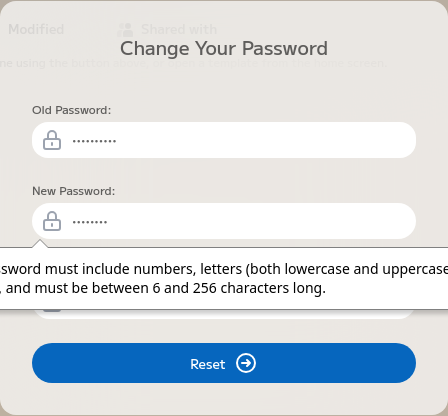 Modified
Shared with
Change Your Password
Old Password:
••••••••••
New Password:
••••••••
sword must include numbers, letters (both lowercase and uppercase
, and must be between 6 and 256 characters long.
Reset